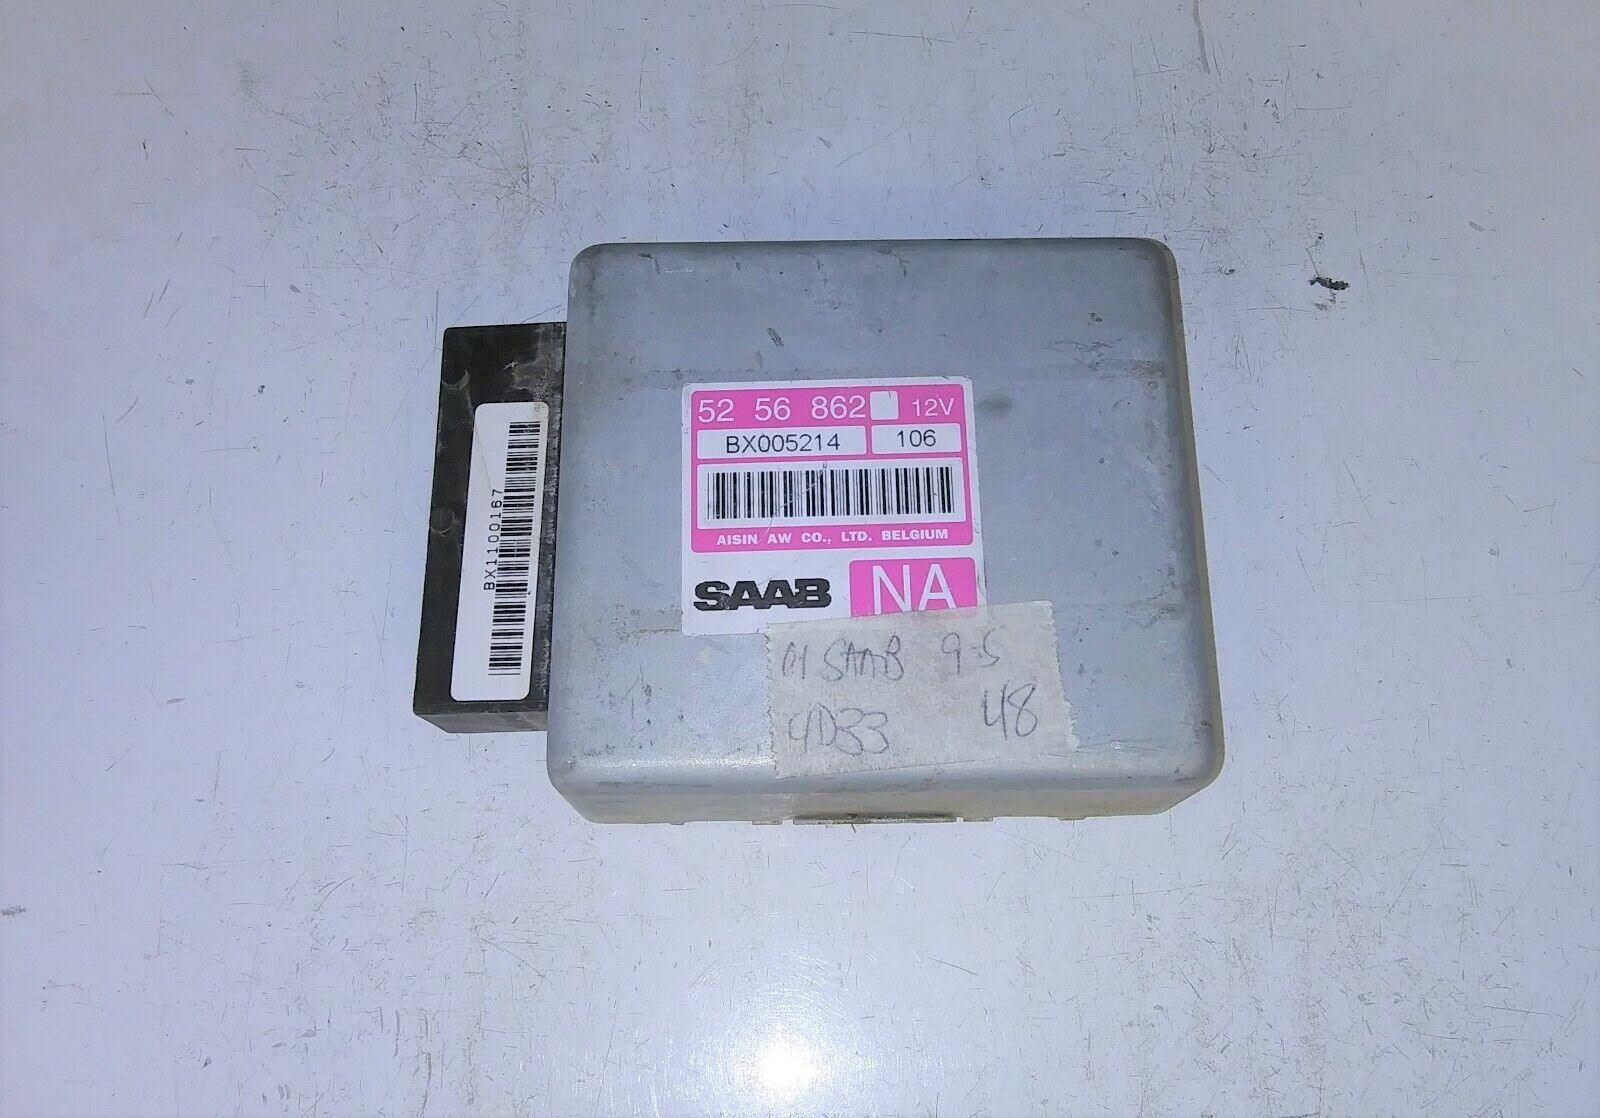 52 56 862 12V
BX005214 106
AISIN AW CO., LTD. BELGIUM
SAAB NA
01 SAAB 9-5
4D33 48
BX1100167